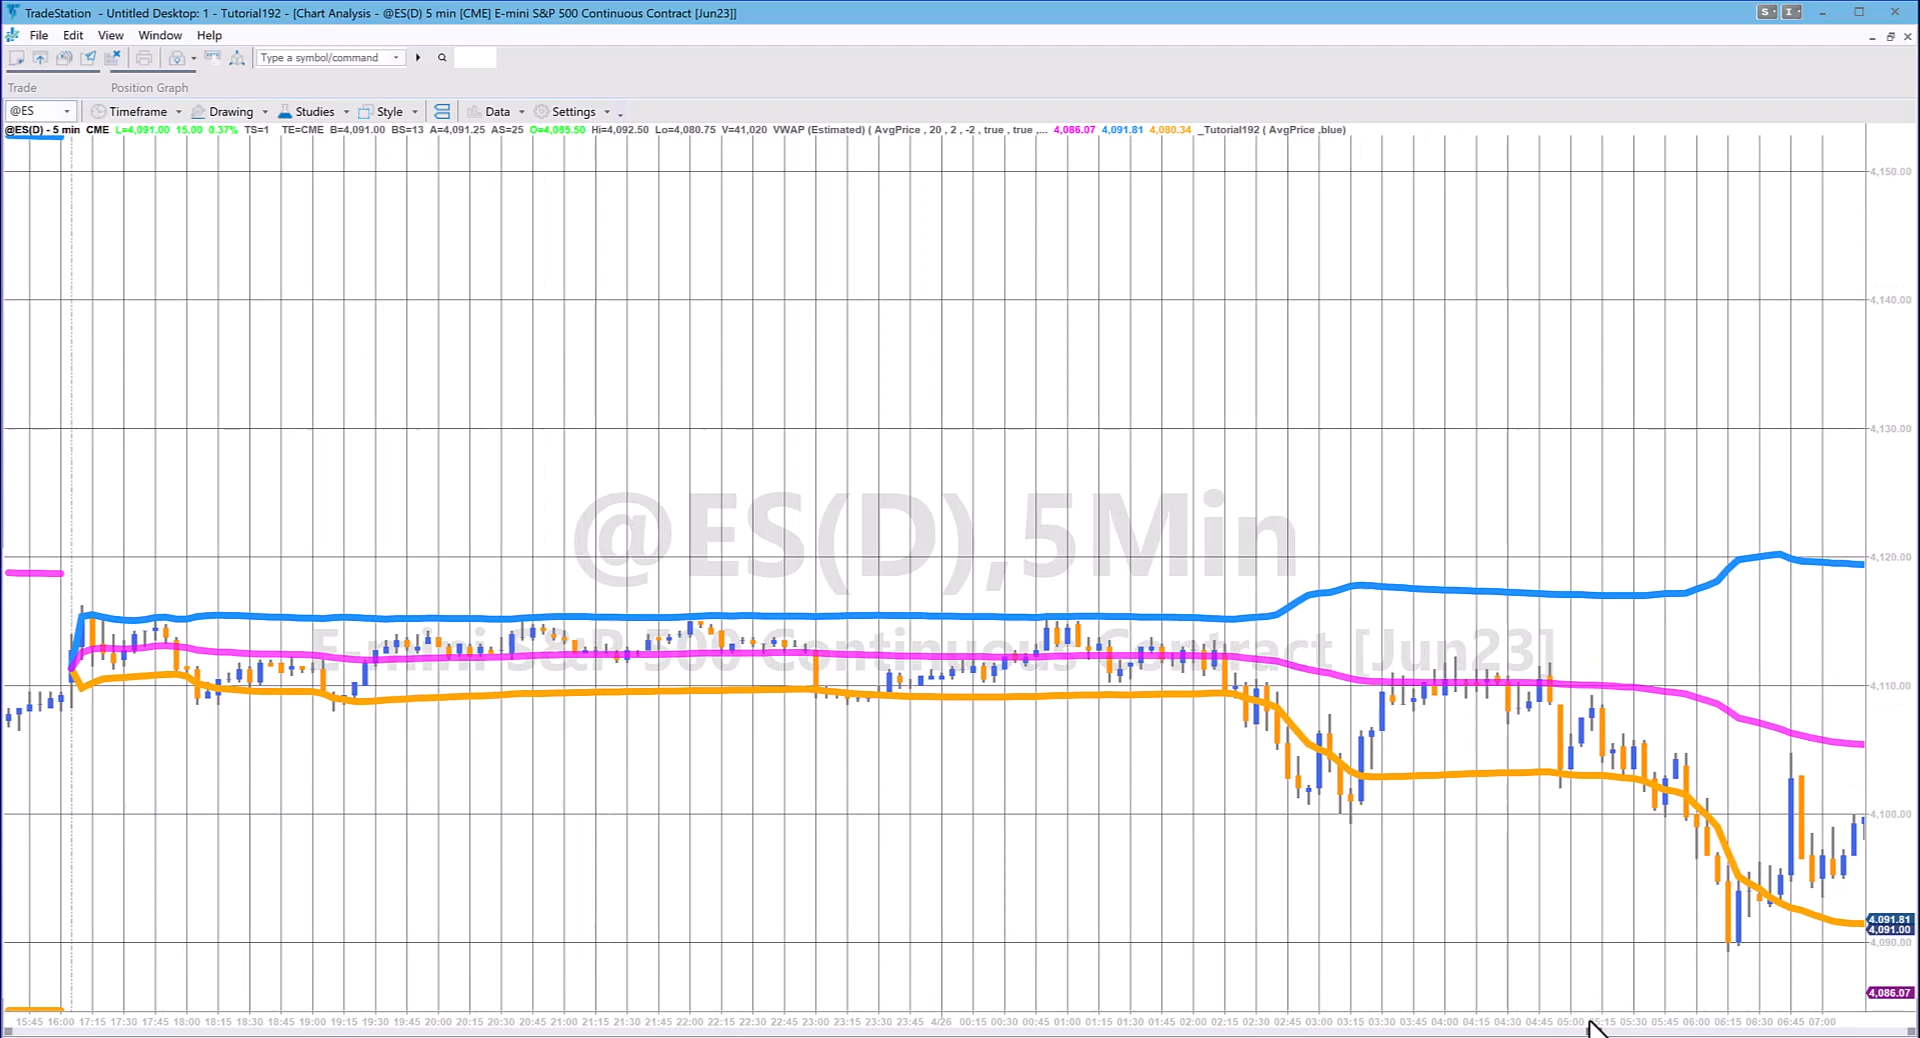 TradeStation - Untitled Desktop: 1 - Tutorial192 - [Chart Analysis - @ES(D) 5 min [CME] E-mini S&P 500 Continuous Contract [Jun23]]
S I
File Edit View Window Help
Type a symbol/command
Trade Position Graph
@ES Timeframe Drawing Studies Style Data Settings
@ES(D) - 5 min CME L=4,091.00 15.00 0.37% TS=1 TE=CME B=4,091.00 BS=13 A=4,091.25 AS=25 O=4,085.50 Hi=4,092.50 Lo=4,080.75 V=41,020 VWAP (Estimated) ( AvgPrice , 20 , 2 , -2 , true , true ,... 4,086.07 4,091.81 4,080.34 _Tutorial192 ( AvgPrice ,blue)
4,150.00
4,140.00
4,130.00
@ES(D),5Min
4,120.00
E-mini S&P 500 Continuous Contract [Jun23]
4,110.00
4,100.00
4,091.81
4,091.00
4,090.00
4,086.07
15:45 16:00 17:15 17:30 17:45 18:00 18:15 18:30 18:45 19:00 19:15 19:30 19:45 20:00 20:15 20:30 20:45 21:00 21:15 21:30 21:45 22:00 22:15 22:30 22:45 23:00 23:15 23:30 23:45 4/26 00:15 00:30 00:45 01:00 01:15 01:30 01:45 02:00 02:15 02:30 02:45 03:00 03:15 03:30 03:45 04:00 04:15 04:30 04:45 05:00 05:15 05:30 05:45 06:00 06:15 06:30 06:45 07:00